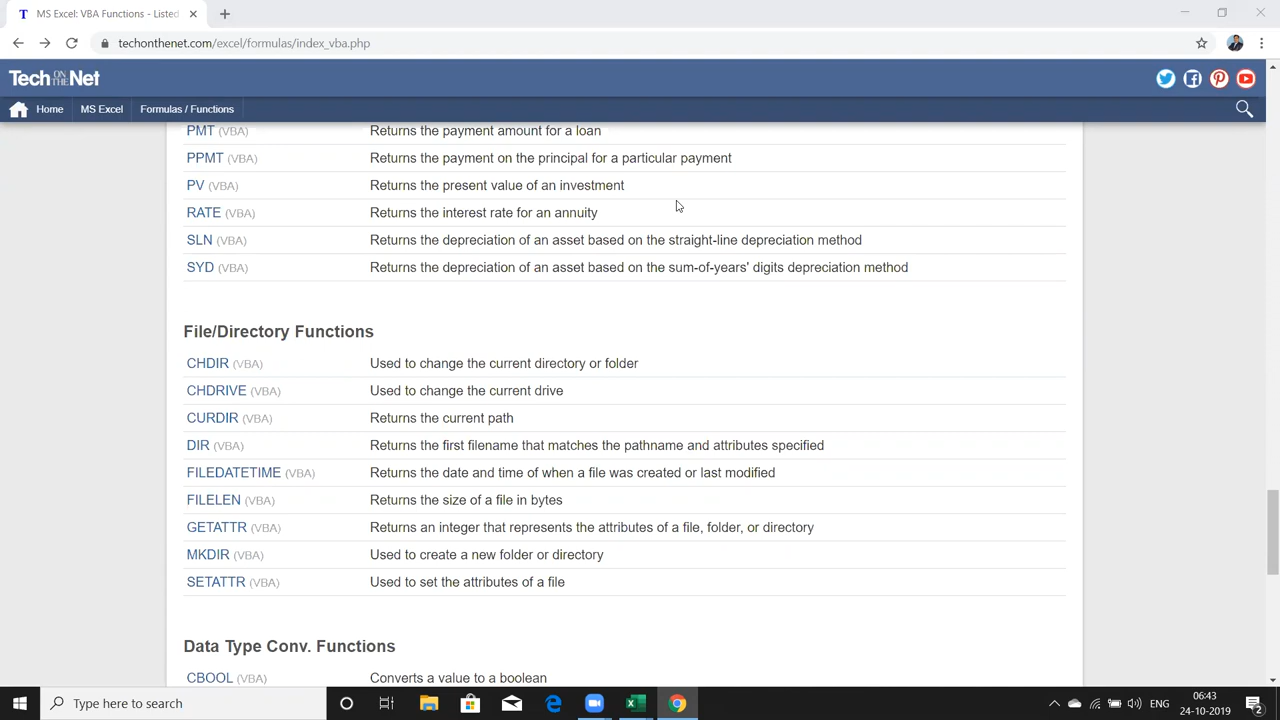 T MS Excel: VBA Functions - Listed
techonthenet.com/excel/formulas/index_vba.php
Tech ON THE Net
Home MS Excel Formulas / Functions
PMT (VBA) Returns the payment amount for a loan
PPMT (VBA) Returns the payment on the principal for a particular payment
PV (VBA) Returns the present value of an investment
RATE (VBA) Returns the interest rate for an annuity
SLN (VBA) Returns the depreciation of an asset based on the straight-line depreciation method
SYD (VBA) Returns the depreciation of an asset based on the sum-of-years' digits depreciation method
File/Directory Functions
CHDIR (VBA) Used to change the current directory or folder
CHDRIVE (VBA) Used to change the current drive
CURDIR (VBA) Returns the current path
DIR (VBA) Returns the first filename that matches the pathname and attributes specified
FILEDATETIME (VBA) Returns the date and time of when a file was created or last modified
FILELEN (VBA) Returns the size of a file in bytes
GETATTR (VBA) Returns an integer that represents the attributes of a file, folder, or directory
MKDIR (VBA) Used to create a new folder or directory
SETATTR (VBA) Used to set the attributes of a file
Data Type Conv. Functions
CBOOL (VBA) Converts a value to a boolean
Type here to search
ENG
06:43
24-10-2019
2